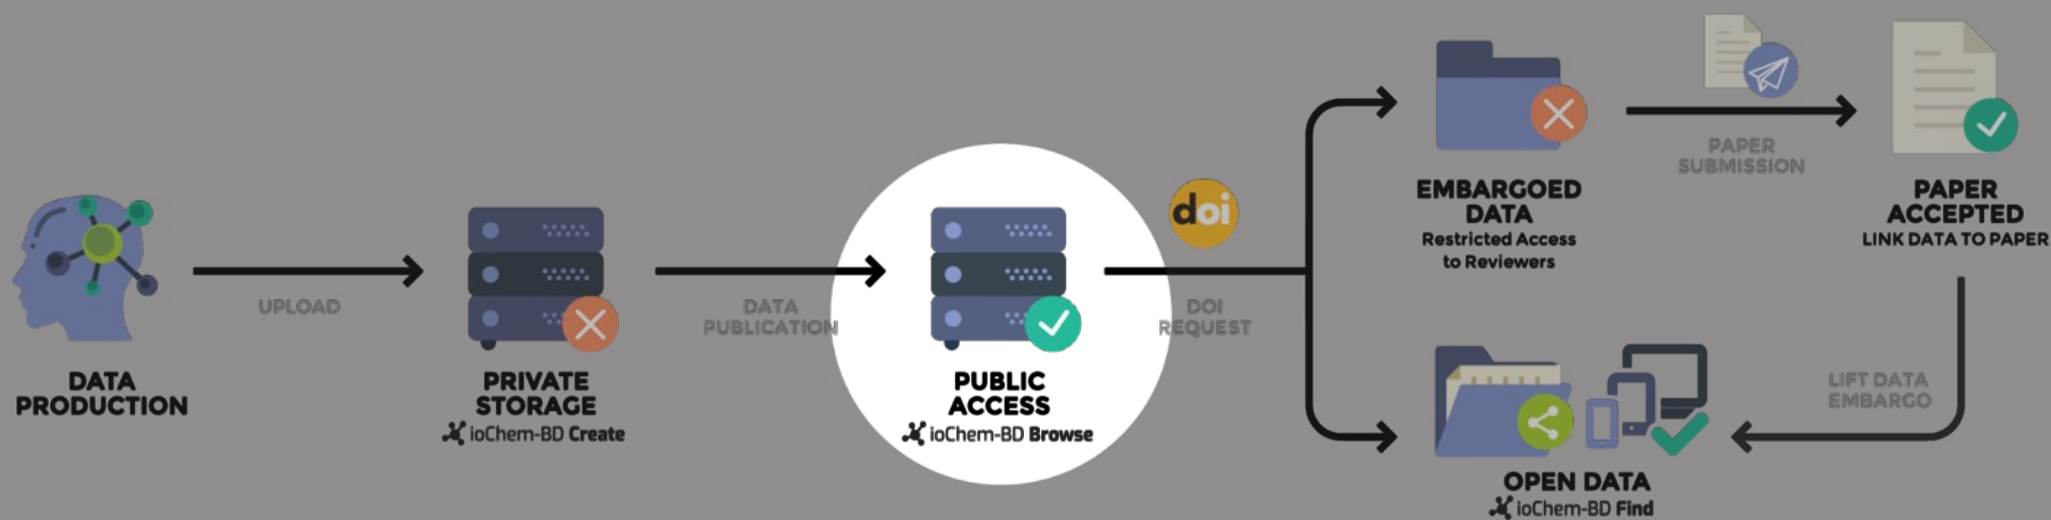 DATA
PRODUCTION
UPLOAD
PRIVATE
STORAGE
ioChem-BD Create
DATA
PUBLICATION
PUBLIC
ACCESS
ioChem-BD Browse
doi
DOI
REQUEST
EMBARGOED
DATA
Restricted Access
to Reviewers
PAPER
SUBMISSION
PAPER
ACCEPTED
LINK DATA TO PAPER
LIFT DATA
EMBARGO
OPEN DATA
ioChem-BD Find